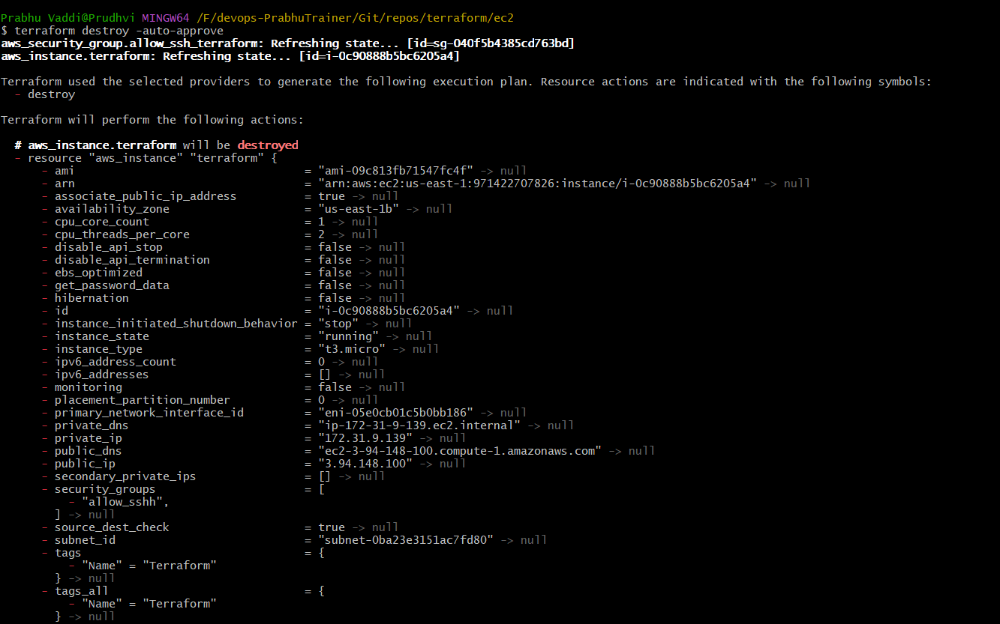 Prabhu Vaddi@Prudhvi MINGW64 /F/devops-PrabhuTrainer/Git/repos/terraform/ec2
$ terraform destroy -auto-approve
aws_security_group.allow_ssh_terraform: Refreshing state... [id=sg-040f5b4385cd763bd]
aws_instance.terraform: Refreshing state... [id=i-0c90888b5bc6205a4]

Terraform used the selected providers to generate the following execution plan. Resource actions are indicated with the following symbols:
  - destroy

Terraform will perform the following actions:

  # aws_instance.terraform will be destroyed
  - resource "aws_instance" "terraform" {
      - ami                                  = "ami-09c813fb71547fc4f" -> null
      - arn                                  = "arn:aws:ec2:us-east-1:971422707826:instance/i-0c90888b5bc6205a4" -> null
      - associate_public_ip_address          = true -> null
      - availability_zone                    = "us-east-1b" -> null
      - cpu_core_count                       = 1 -> null
      - cpu_threads_per_core                 = 2 -> null
      - disable_api_stop                     = false -> null
      - disable_api_termination              = false -> null
      - ebs_optimized                        = false -> null
      - get_password_data                    = false -> null
      - hibernation                          = false -> null
      - id                                   = "i-0c90888b5bc6205a4" -> null
      - instance_initiated_shutdown_behavior = "stop" -> null
      - instance_state                       = "running" -> null
      - instance_type                        = "t3.micro" -> null
      - ipv6_address_count                   = 0 -> null
      - ipv6_addresses                       = [] -> null
      - monitoring                           = false -> null
      - placement_partition_number           = 0 -> null
      - primary_network_interface_id         = "eni-05e0cb01c5b0bb186" -> null
      - private_dns                          = "ip-172-31-9-139.ec2.internal" -> null
      - private_ip                           = "172.31.9.139" -> null
      - public_dns                           = "ec2-3-94-148-100.compute-1.amazonaws.com" -> null
      - public_ip                            = "3.94.148.100" -> null
      - secondary_private_ips                = [] -> null
      - security_groups                      = [
          - "allow_sshh",
        ] -> null
      - source_dest_check                    = true -> null
      - subnet_id                            = "subnet-0ba23e3151ac7fd80" -> null
      - tags                                 = {
          - "Name" = "Terraform"
        } -> null
      - tags_all                             = {
          - "Name" = "Terraform"
        } -> null